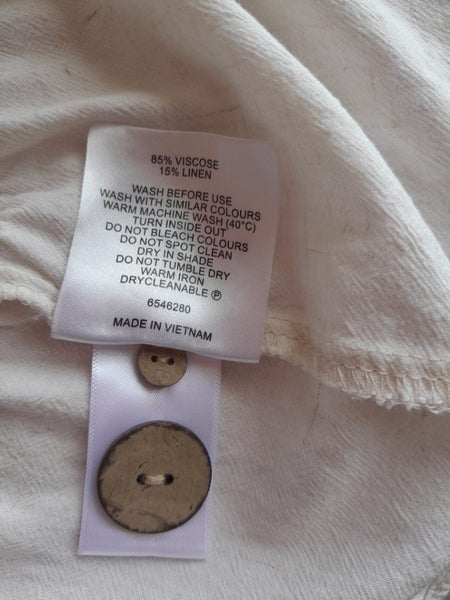 85% VISCOSE
15% LINEN
WASH BEFORE USE
WASH WITH SIMILAR COLOURS
WARM MACHINE WASH (40°C)
TURN INSIDE OUT
DO NOT BLEACH COLOURS
DO NOT SPOT CLEAN
DRY IN SHADE
DO NOT TUMBLE DRY
WARM IRON
DRYCLEANABLE Ⓟ
6546280
MADE IN VIETNAM